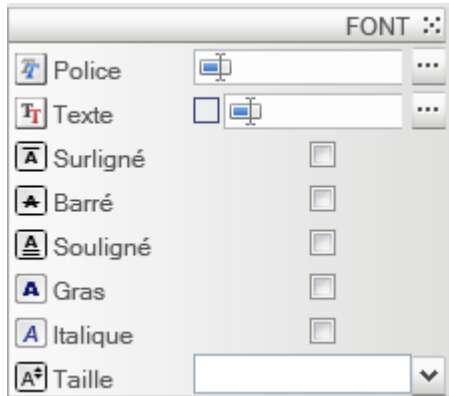 FONT
Police
Texte
Surligné
Barré
Souligné
Gras
Italique
Taille